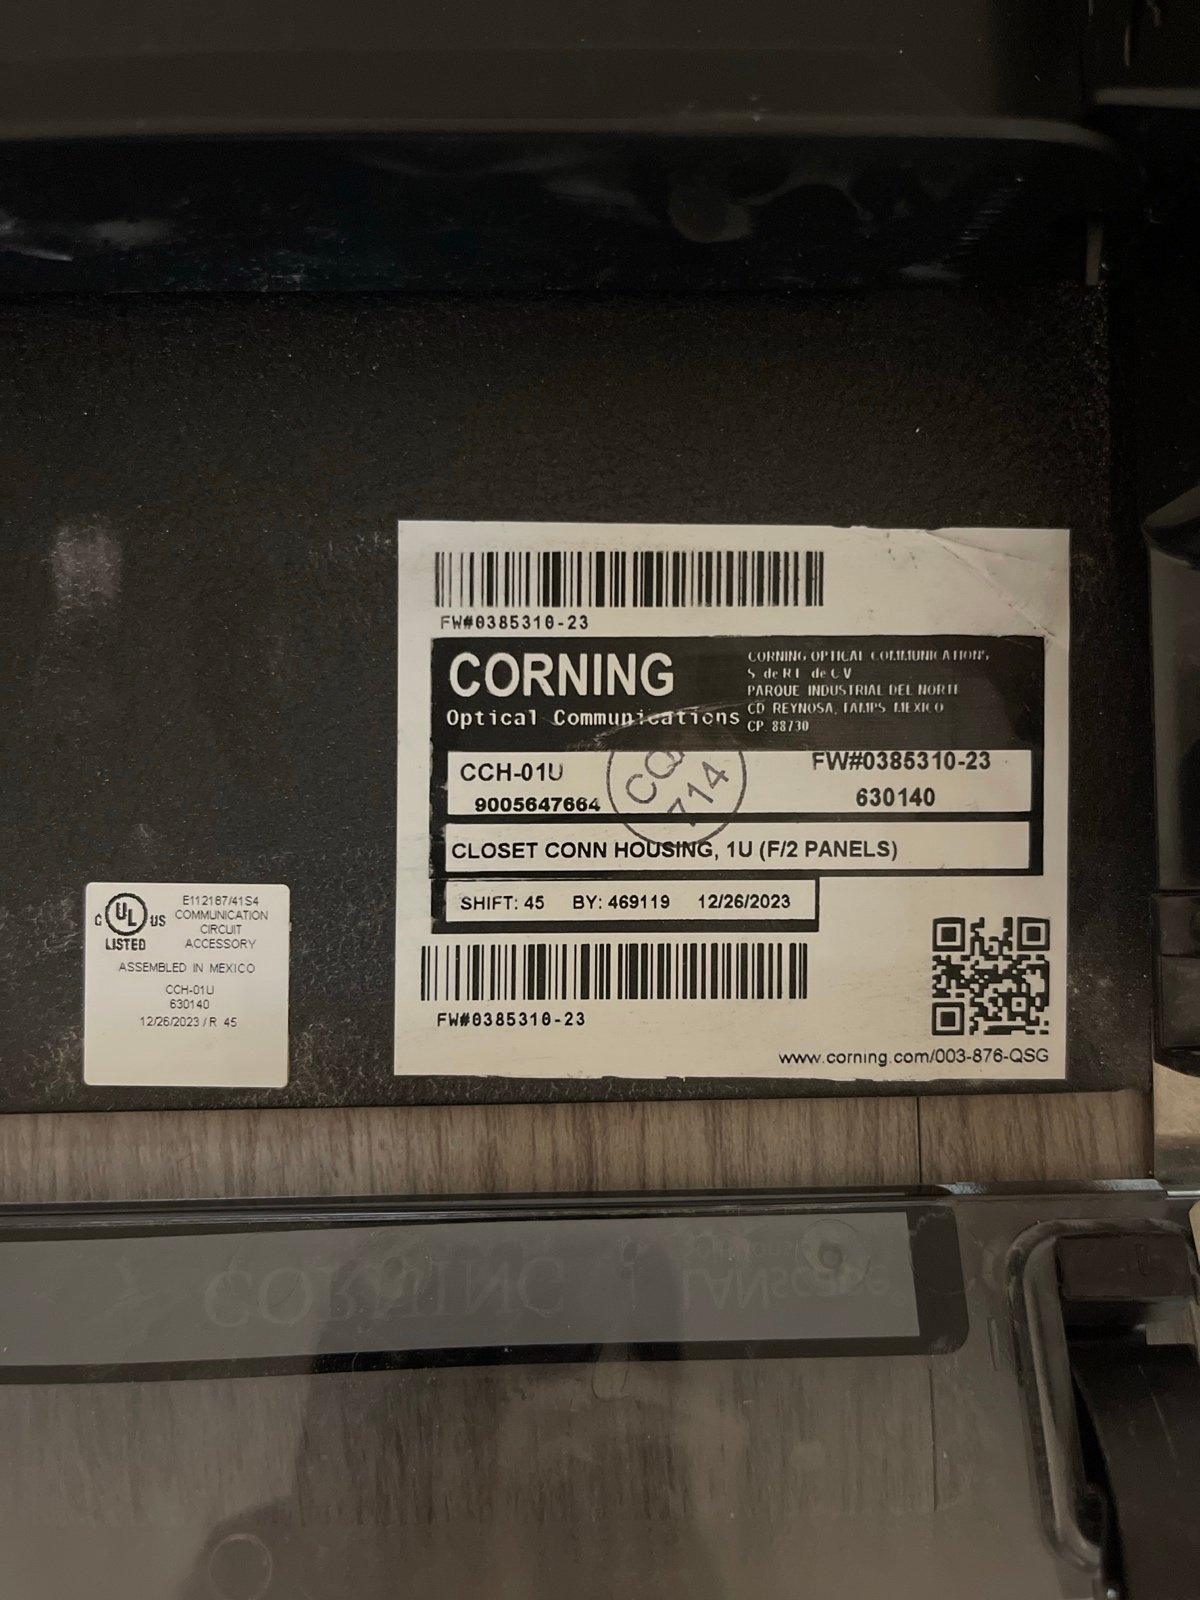 FW#0385310-23
CORNING
Optical Communications
CORNING OPTICAL COMMUNICATIONS
S de R L de C V
PARQUE INDUSTRIAL DEL NORTE
CD REYNOSA, TAMPS MEXICO
CP. 88730
CCH-01U
FW#0385310-23
9005647664
630140
714
CLOSET CONN HOUSING, 1U (F/2 PANELS)
SHIFT: 45 BY: 469119 12/26/2023
FW#0385310-23
www.corning.com/003-876-QSG
C UL US
LISTED
E112187/41S4
COMMUNICATION
CIRCUIT
ACCESSORY
ASSEMBLED IN MEXICO
CCH-01U
630140
12/26/2023 / R 45
CORNING
LANscape